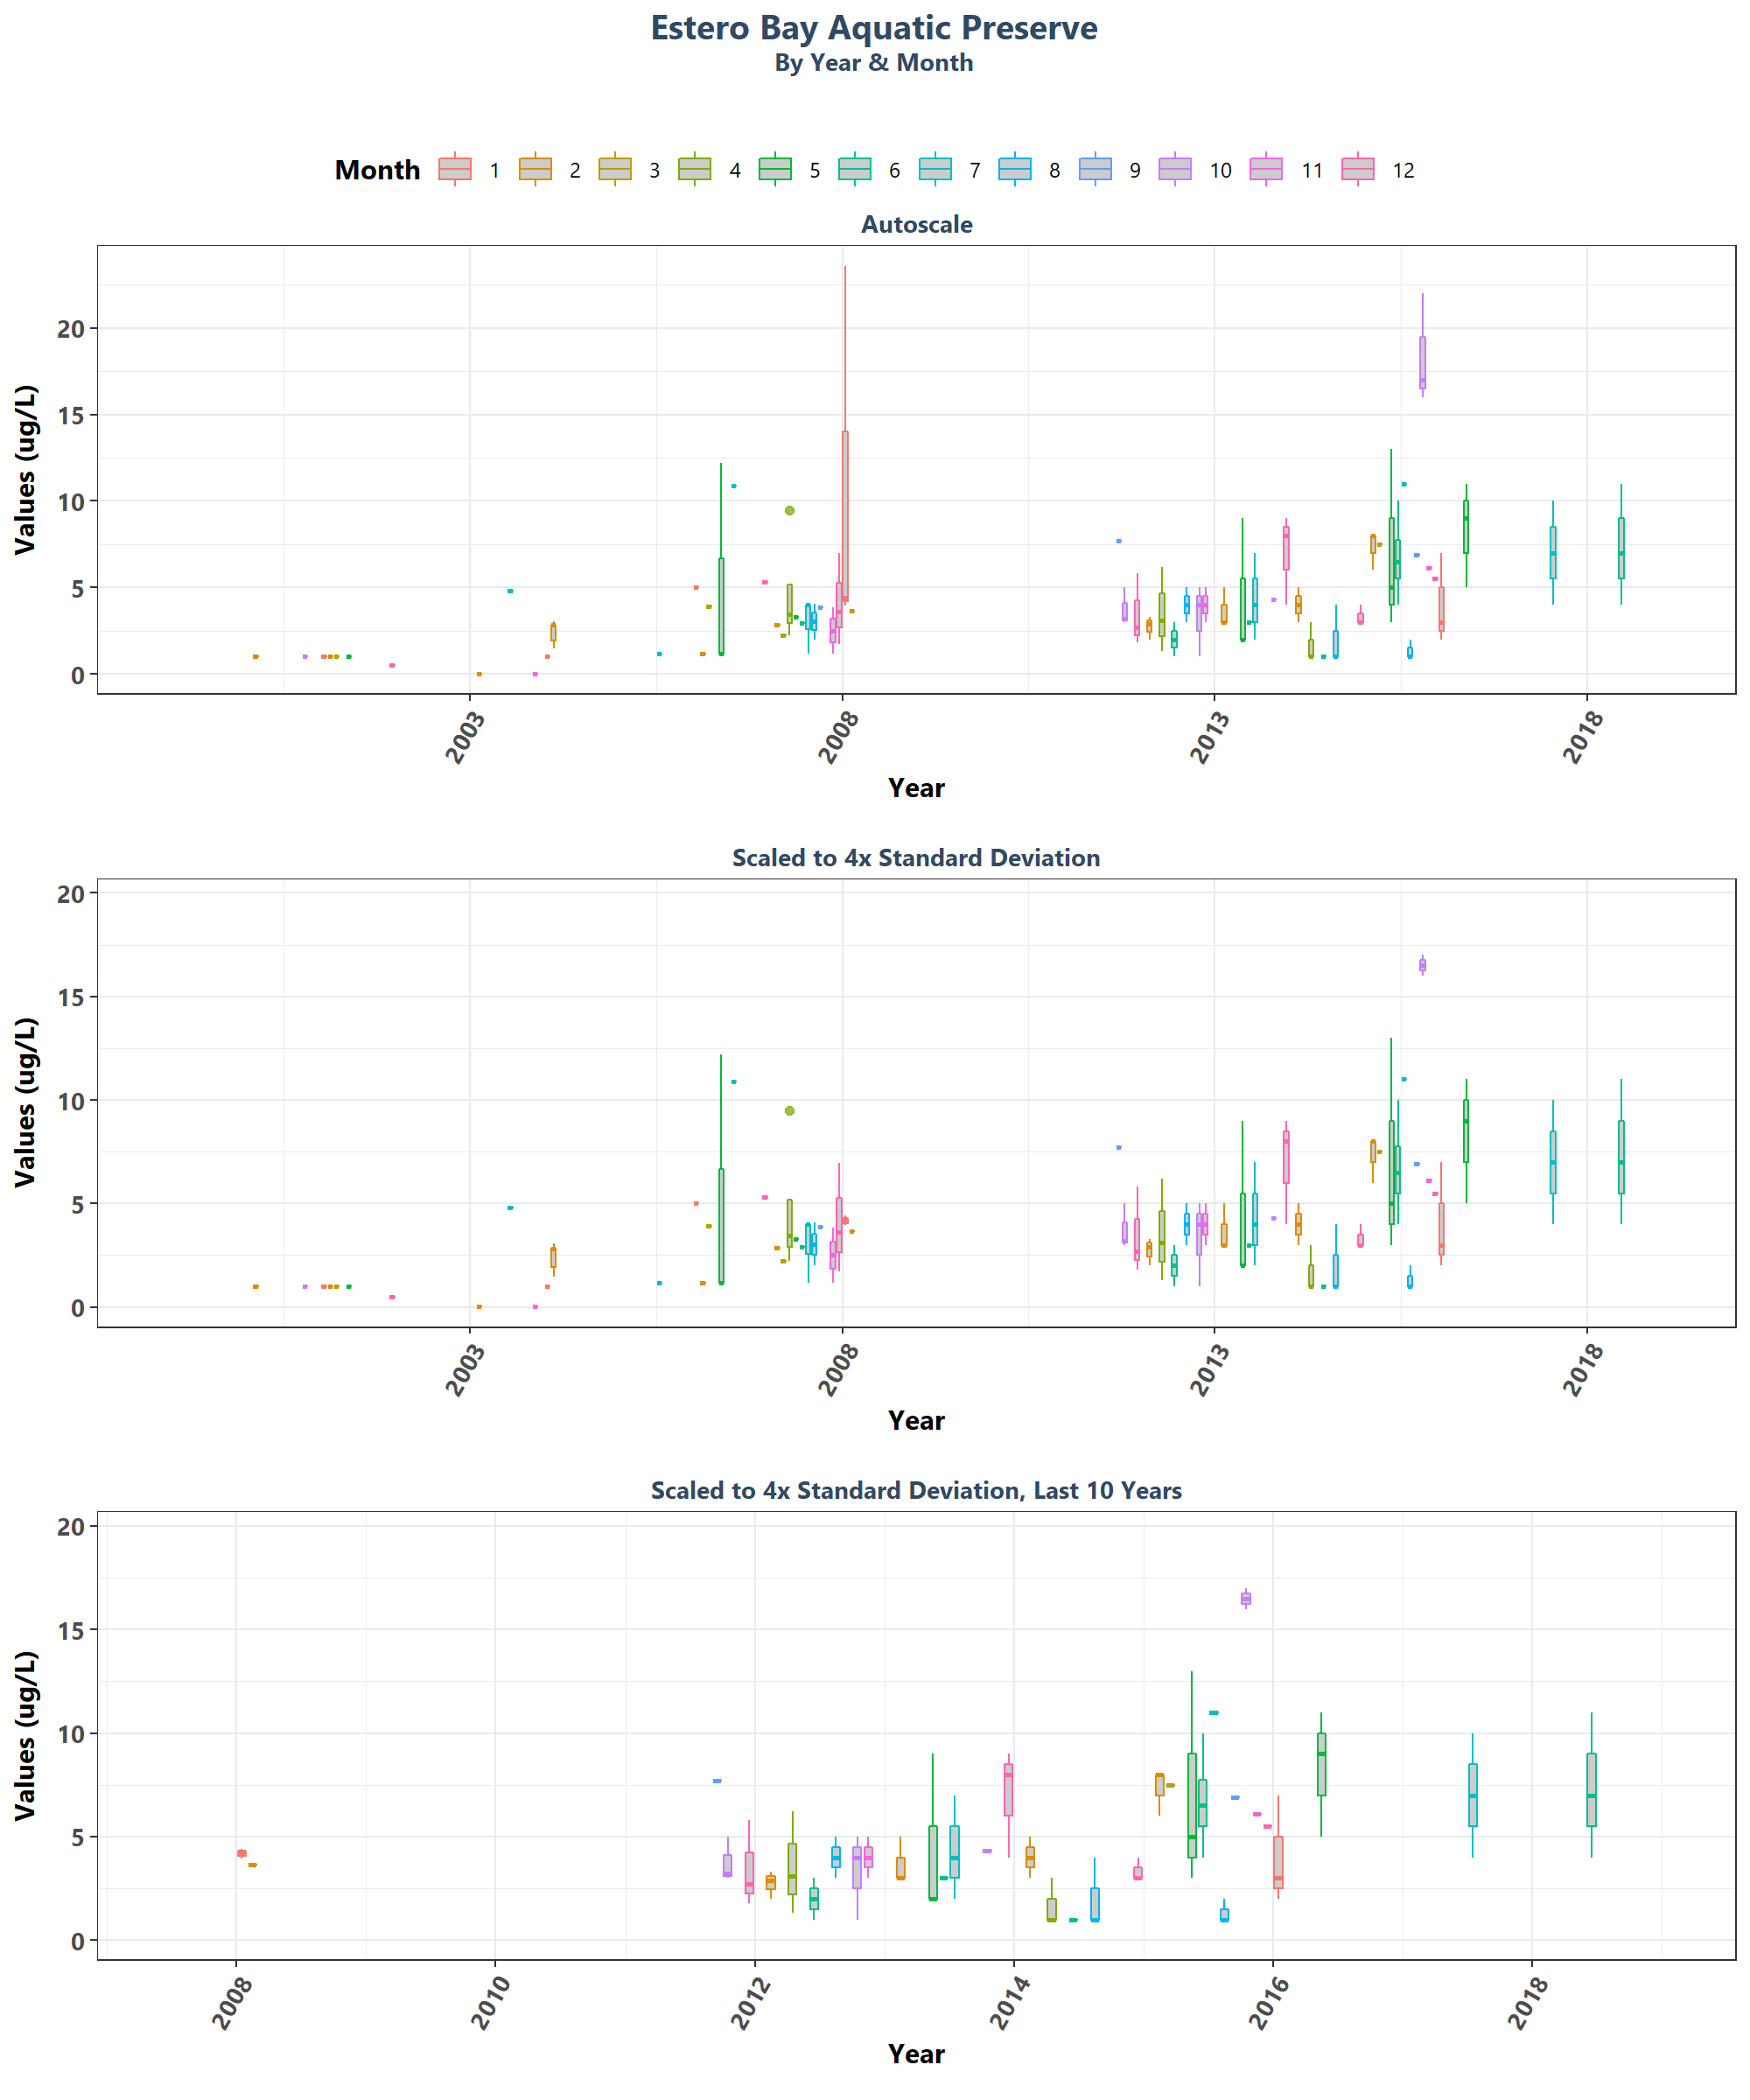 Estero Bay Aquatic Preserve
By Year & Month
Month 1 2 3 4 5 6 7 8 9 10 11 12
Autoscale
Values (ug/L)
20
15
10
5
0
2003 2008 2013 2018
Year
Scaled to 4x Standard Deviation
Values (ug/L)
20
15
10
5
0
2003 2008 2013 2018
Year
Scaled to 4x Standard Deviation, Last 10 Years
Values (ug/L)
20
15
10
5
0
2008 2010 2012 2014 2016 2018
Year